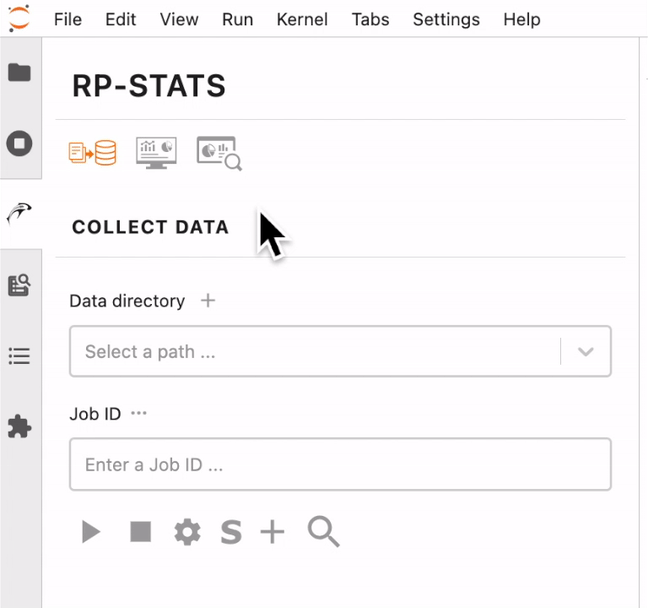 File Edit View Run Kernel Tabs Settings Help
RP-STATS
COLLECT DATA
Data directory +
Select a path ...
Job ID ···
Enter a Job ID ...
S +